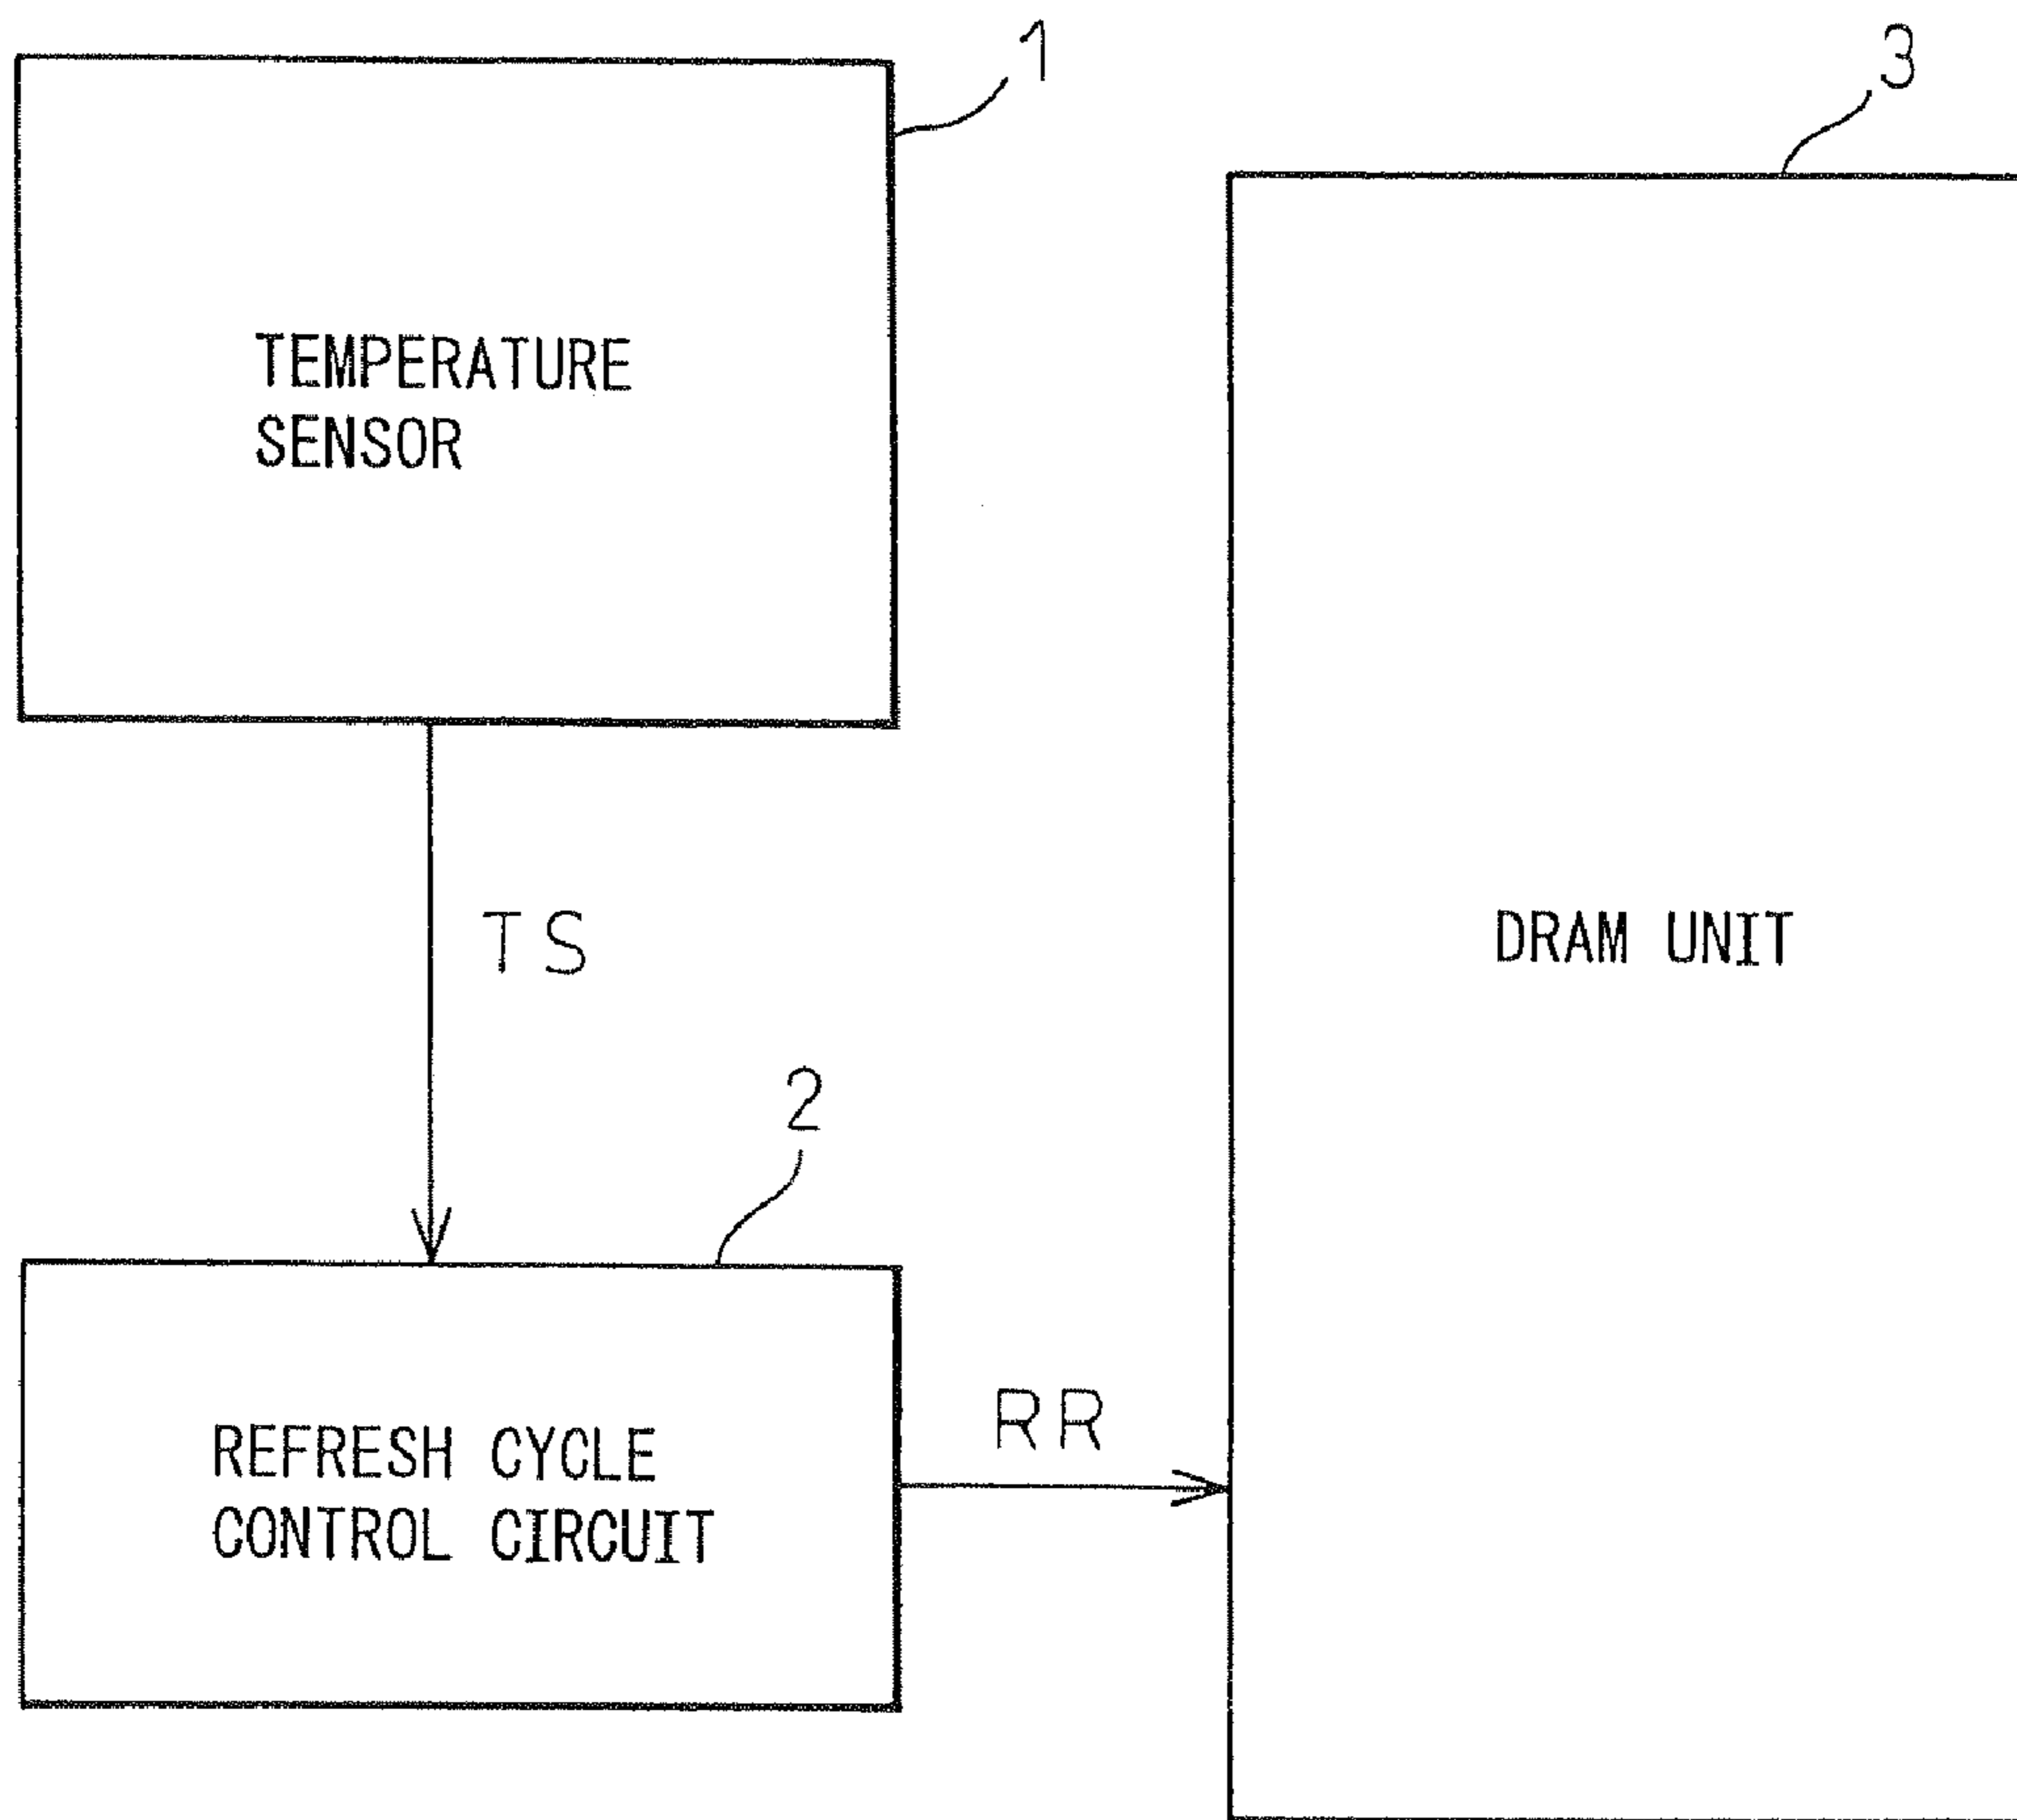 1
3
TEMPERATURE
SENSOR
TS
DRAM UNIT
2
RR
REFRESH CYCLE
CONTROL CIRCUIT